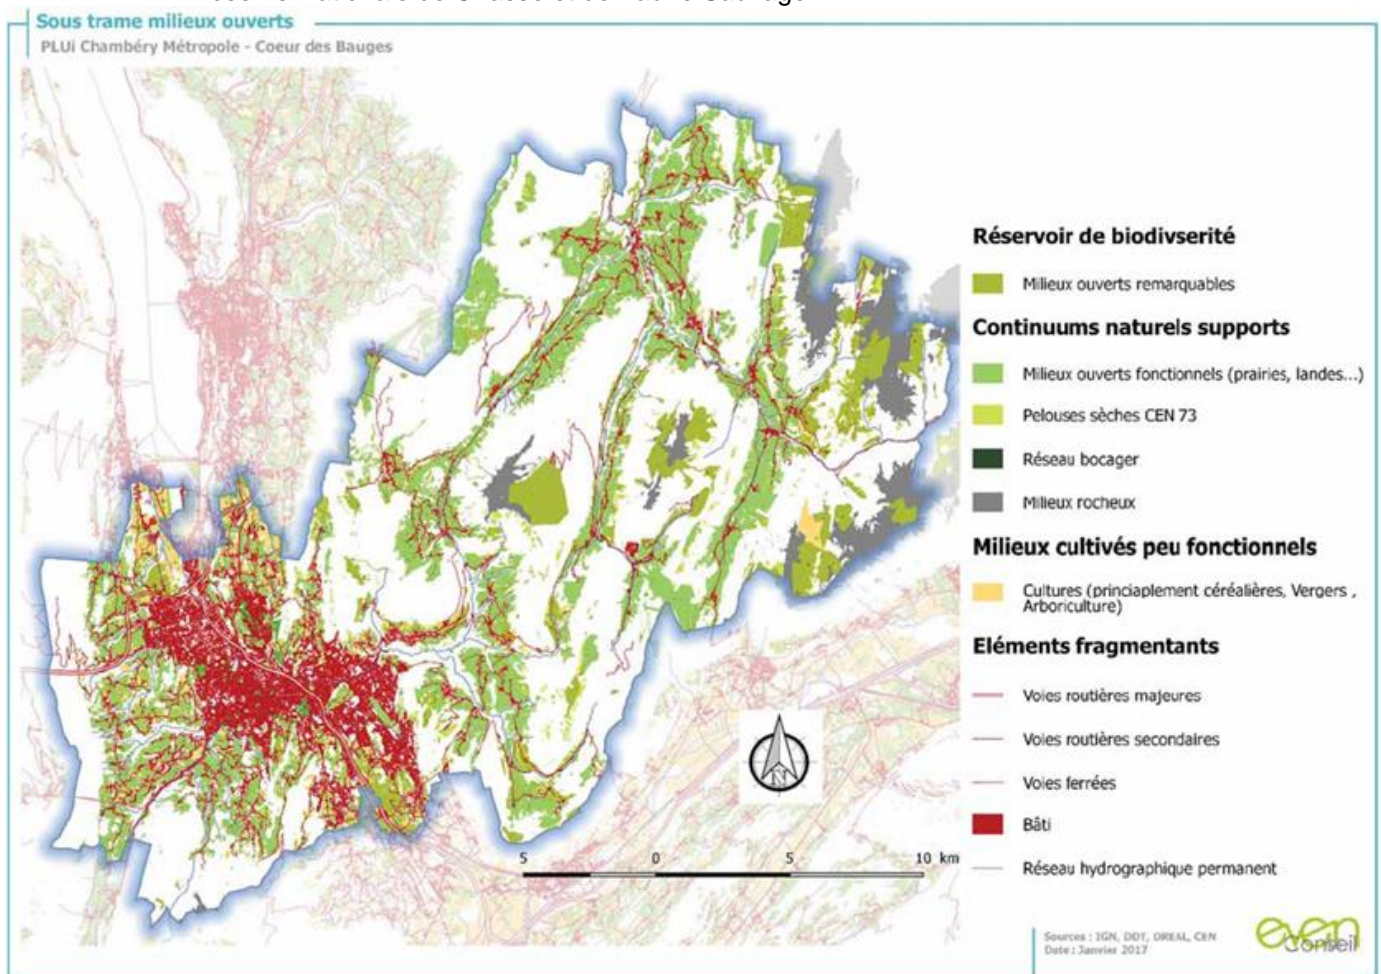 Sous trame milieux ouverts
PLUi Chambéry Métropole - Coeur des Bauges
Réservoir de biodivserité
Milieux ouverts remarquables
Continuums naturels supports
Milieux ouverts fonctionnels (prairies, landes...)
Pelouses sèches CEN 73
Réseau bocager
Milieux rocheux
Milieux cultivés peu fonctionnels
Cultures (princiaplement céréalières, Vergers ,
Arboriculture)
Eléments fragmentants
Voies routières majeures
Voies routières secondaires
Voies ferrées
Bâti
Réseau hydrographique permanent
N
5 0 5 10 km
Sources : IGN, DDT, DREAL, CEN
Date : Janvier 2017
even
Conseil